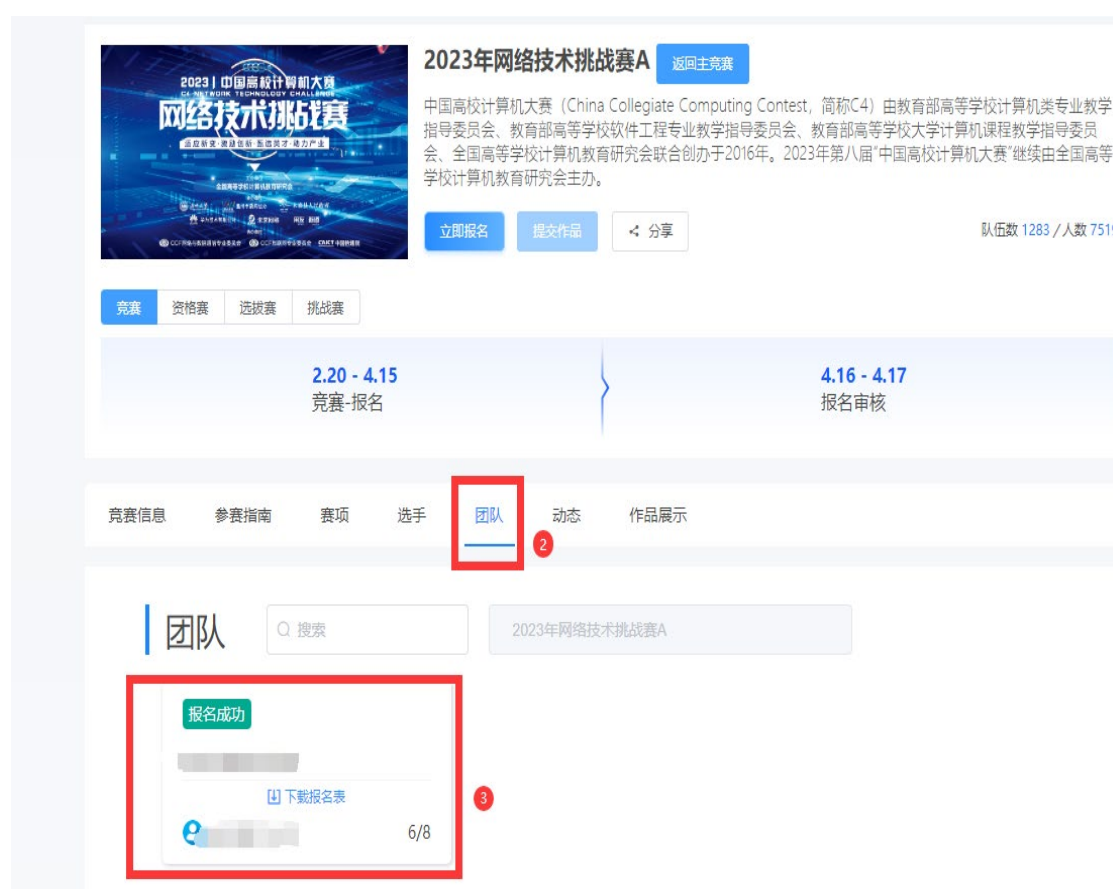 2023 | 中国高校计算机大赛
C4-NETWORK TECHNOLOGY CHALLENGE
网络技术挑战赛
2023年网络技术挑战赛A
返回主竞赛
中国高校计算机大赛（China Collegiate Computing Contest，简称C4）由教育部高等学校计算机类专业教学
指导委员会、教育部高等学校软件工程专业教学指导委员会、教育部高等学校大学计算机课程教学指导委员
会、全国高等学校计算机教育研究会联合创办于2016年。2023年第八届"中国高校计算机大赛"继续由全国高等
学校计算机教育研究会主办。
立即报名 提交作品 分享
队伍数 1283 / 人数 7519
竞赛 资格赛 选拔赛 挑战赛
2.20 - 4.15
竞赛-报名
4.16 - 4.17
报名审核
竞赛信息 参赛指南 赛项 选手 团队 动态 作品展示
2
团队 搜索 2023年网络技术挑战赛A
报名成功
下载报名表
3
6/8